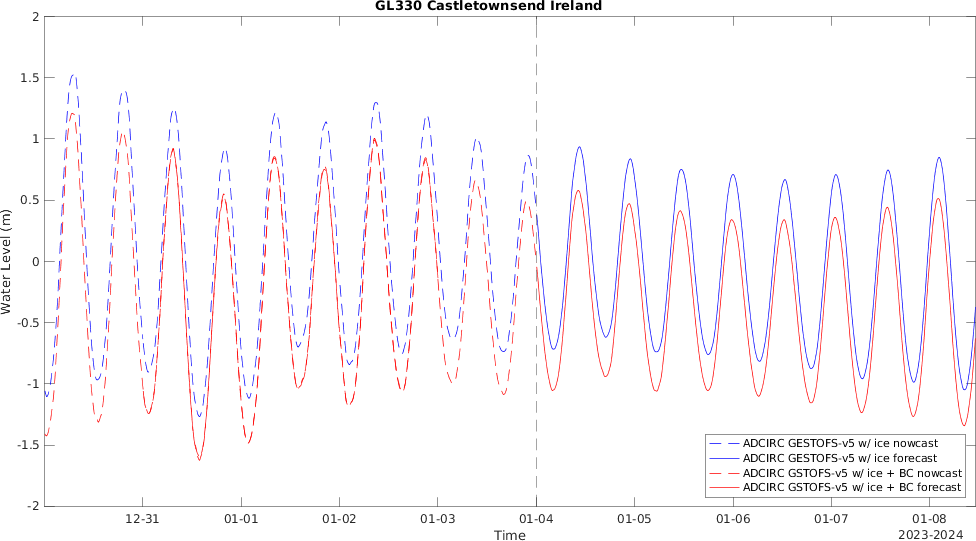 GL330 Castletownsend Ireland
2
1.5
1
0.5
0
-0.5
-1
-1.5
-2
Water Level (m)
12-31
01-01
01-02
01-03
01-04
01-05
01-06
01-07
01-08
2023-2024
Time
ADCIRC GESTOFS-v5 w/ ice nowcast
ADCIRC GESTOFS-v5 w/ ice forecast
ADCIRC GSTOFS-v5 w/ ice + BC nowcast
ADCIRC GSTOFS-v5 w/ ice + BC forecast